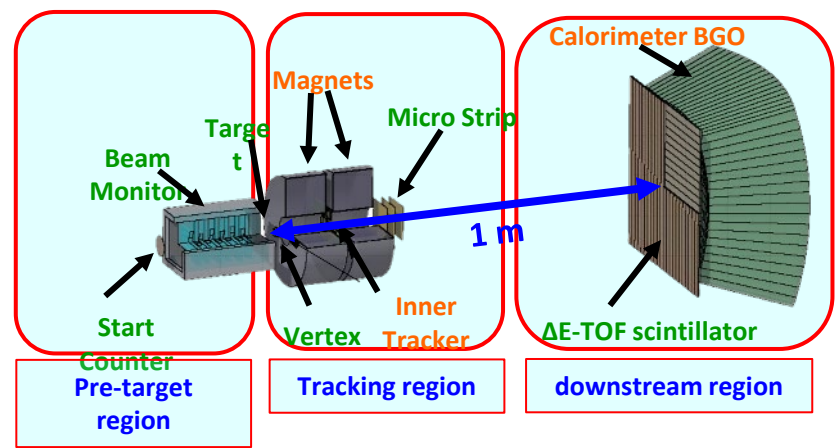 Calorimeter BGO
Magnets
Micro Strip
Targe
t
Beam
Monitor
1 m
Start
Counter
Vertex
Inner
Tracker
ΔE-TOF scintillator
Pre-target
region
Tracking region
downstream region